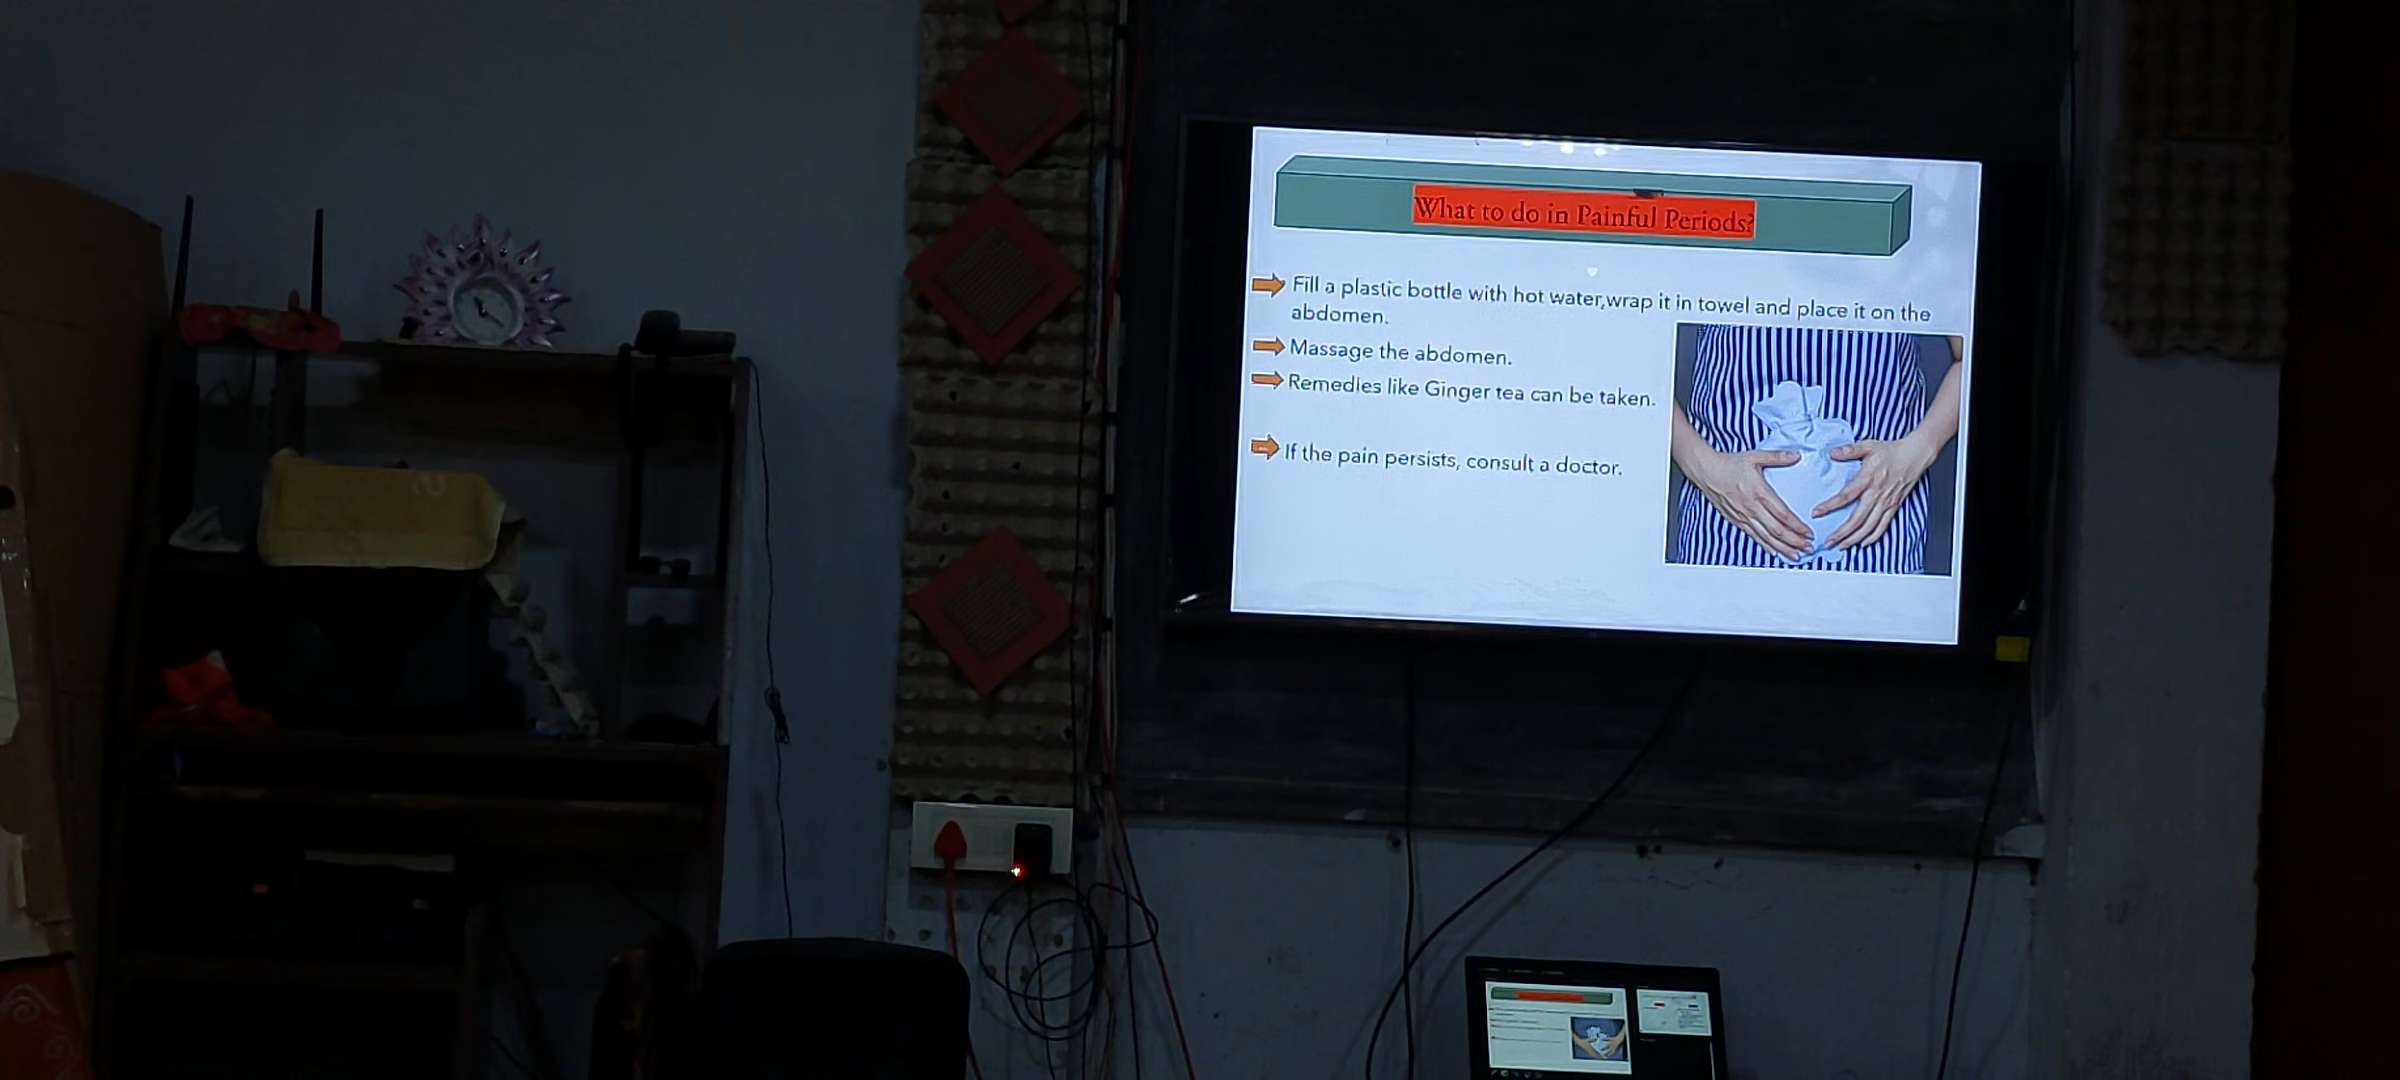 What to do in Painful Periods?
Fill a plastic bottle with hot water,wrap it in towel and place it on the
abdomen.
Massage the abdomen.
Remedies like Ginger tea can be taken.
If the pain persists, consult a doctor.